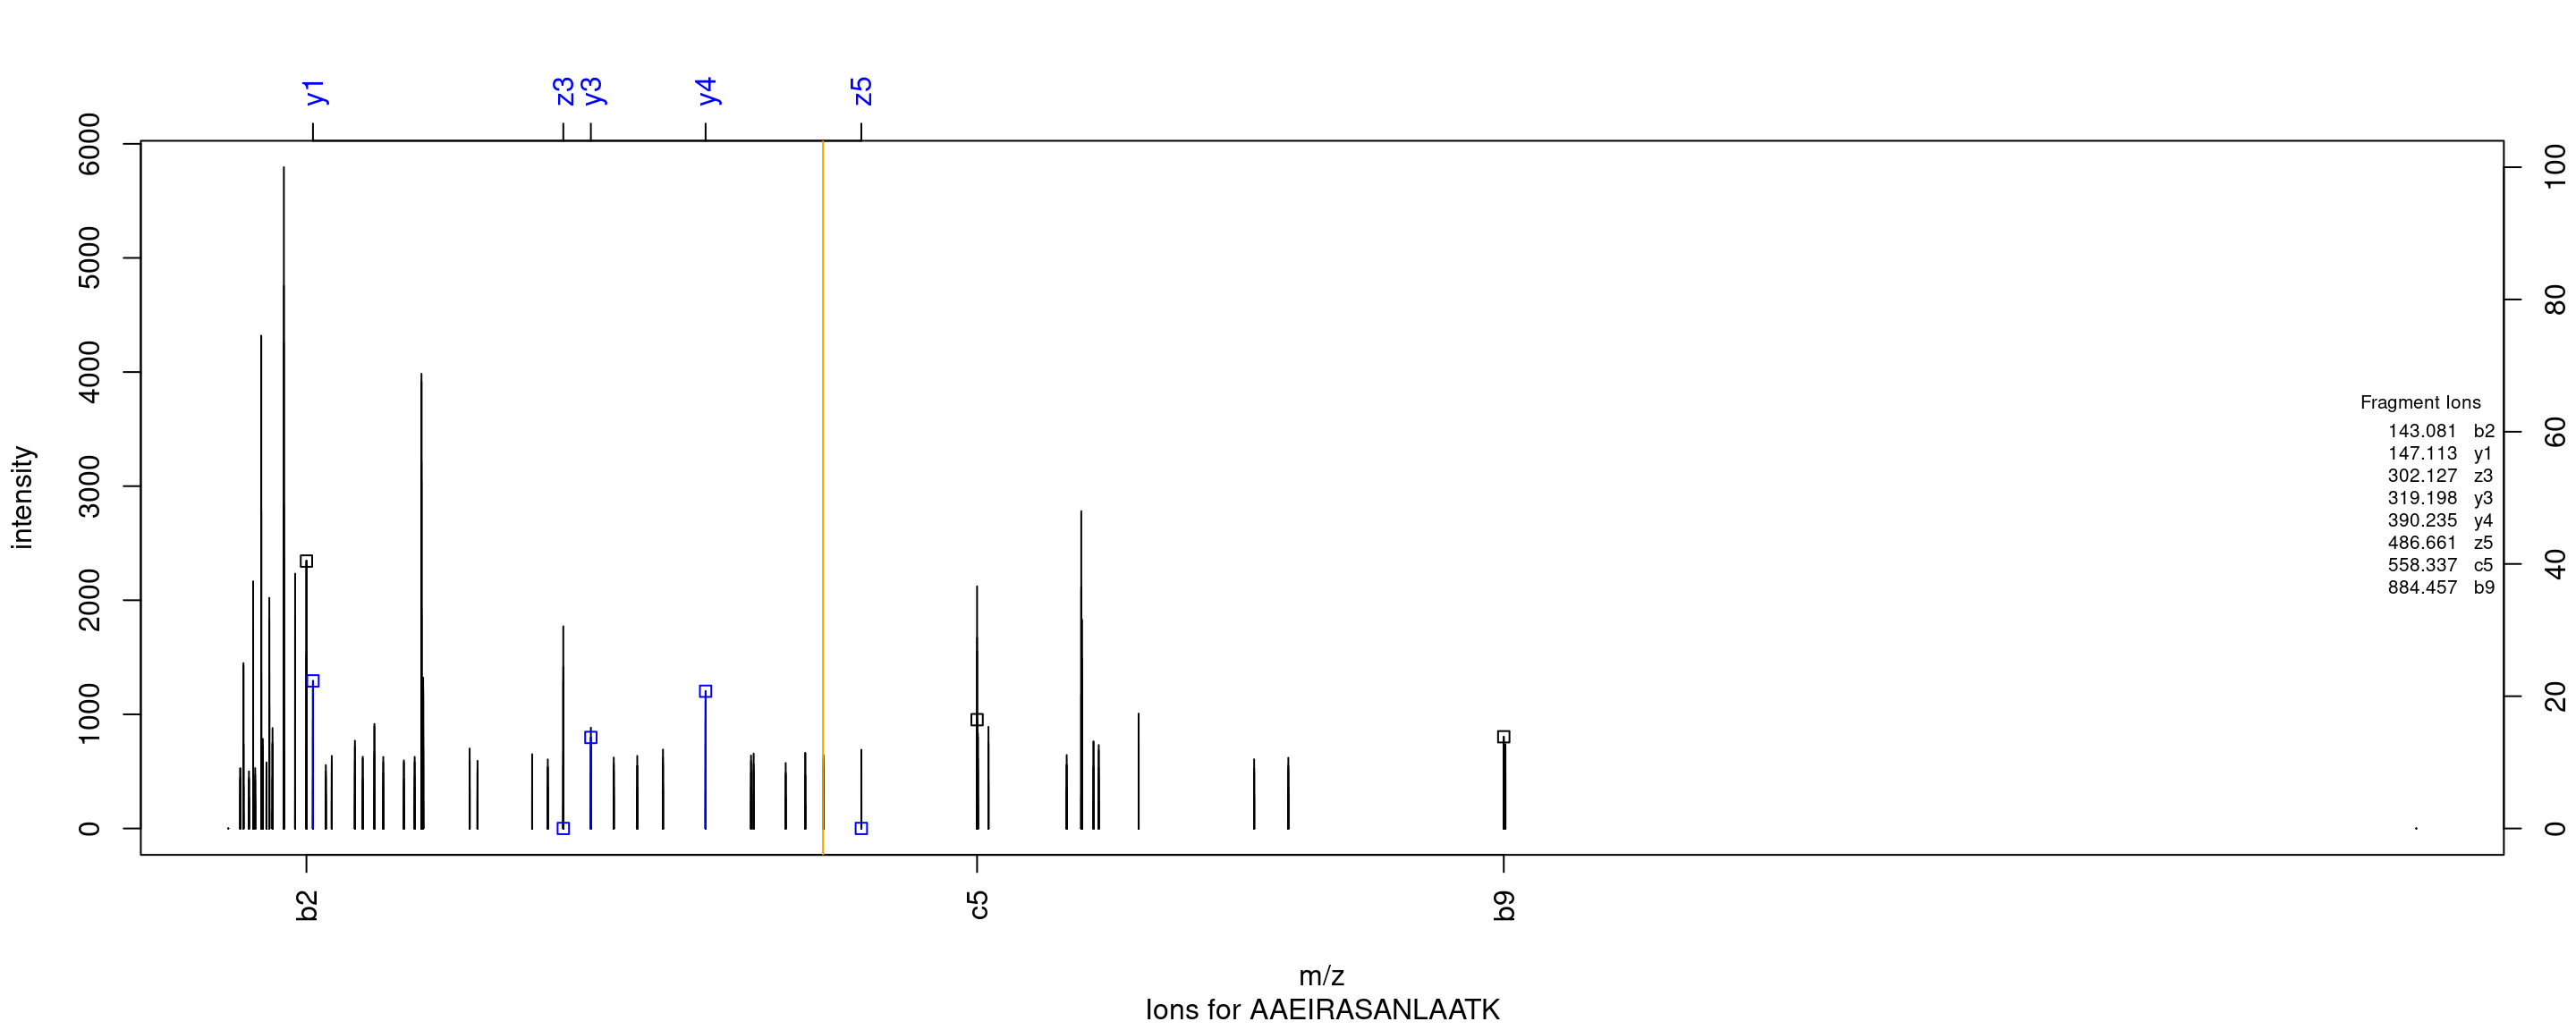 y1 z3 y3 y4 z5
6000
5000
4000
3000
2000
1000
0
intensity
100
80
60
40
20
0
Fragment Ions
143.081 b2
147.113 y1
302.127 z3
319.198 y3
390.235 y4
486.661 z5
558.337 c5
884.457 b9
b2 c5 b9
m/z
Ions for AAEIRASANLAATK